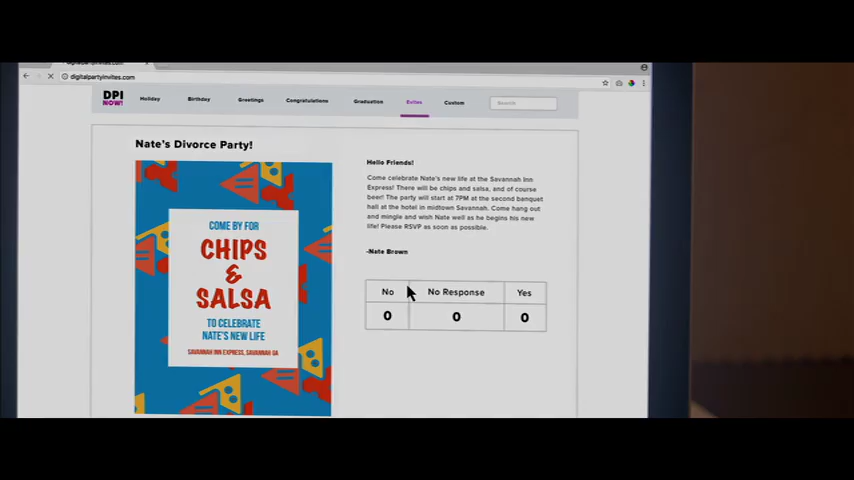 digitalpartyinvites.com
DPI
NOW!
Holiday
Birthday
Greetings
Congratulations
Graduation
Evites
Custom
Search
Nate's Divorce Party!
COME BY FOR
CHIPS
&
SALSA
TO CELEBRATE
NATE'S NEW LIFE
SAVANNAH INN EXPRESS, SAVANNAH GA
Hello Friends!
Come celebrate Nate's new life at the Savannah Inn
Express! There will be chips and salsa, and of course
beer! The party will start at 7PM at the second banquet
hall at the hotel in midtown Savannah. Come hang out
and mingle and wish Nate well as he begins his new
life! Please RSVP as soon as possible.
-Nate Brown
No
No Response
Yes
0
0
0